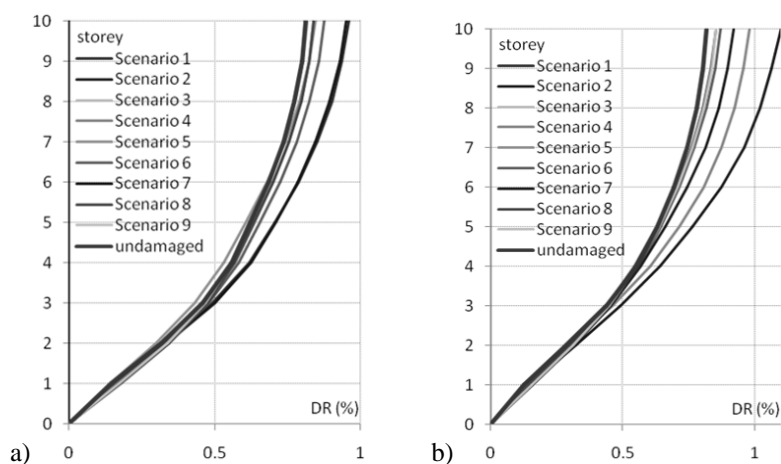 10
9
8
7
6
5
4
3
2
1
0
storey
Scenario 1
Scenario 2
Scenario 3
Scenario 4
Scenario 5
Scenario 6
Scenario 7
Scenario 8
Scenario 9
undamaged
DR (%)
0
0.5
1
a)
10
9
8
7
6
5
4
3
2
1
0
storey
Scenario 1
Scenario 2
Scenario 3
Scenario 4
Scenario 5
Scenario 6
Scenario 7
Scenario 8
Scenario 9
undamaged
DR (%)
0
0.5
1
b)